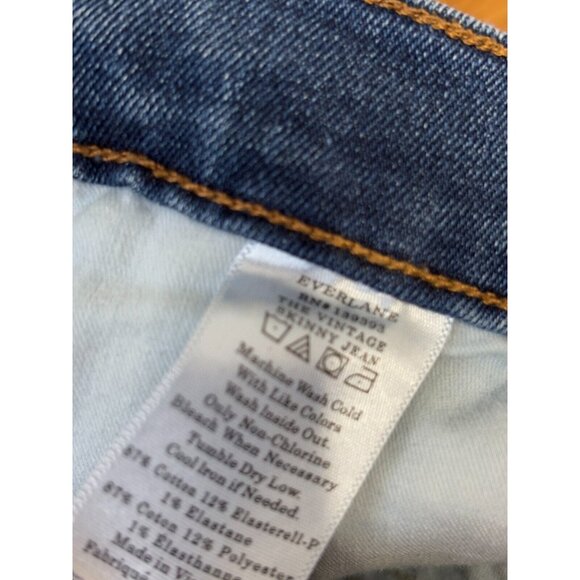 EVERLANE
RN# 139393
THE VINTAGE
SKINNY JEAN
Machine Wash Cold
With Like Colors
Wash Inside Out.
Only Non-Chlorine
Bleach When Necessary
Tumble Dry Low.
Cool Iron if Needed.
87% Cotton 12% Elasterell-P
1% Elastane
87% Coton 12% Polyester
1% Elasthanne
Made in
Fabriqué